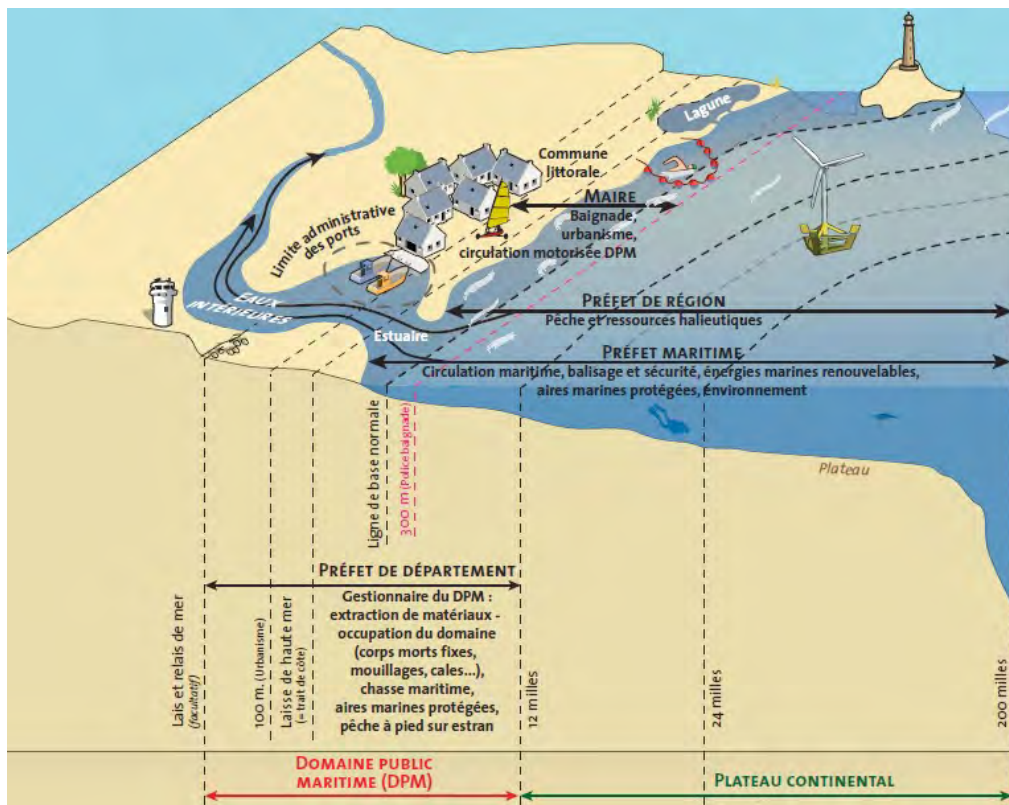 Lagune
Commune
littorale
MAIRE
Baignade,
urbanisme,
circulation motorisée DPM
Limite administrative
des ports
EAUX
INTÉRIEURES
Estuaire
PRÉFET DE RÉGION
Pêche et ressources halieutiques
PRÉFET MARITIME
Circulation maritime, balisage et sécurité, énergies marines renouvelables,
aires marines protégées, environnement
Plateau
Ligne de base normale
300 m (Police baignade)
PRÉFET DE DÉPARTEMENT
Gestionnaire du DPM :
extraction de matériaux -
occupation du domaine
(corps morts fixes,
mouillages, cales...),
chasse maritime,
aires marines protégées,
pêche à pied sur estran
Lais et relais de mer
(facultatif)
100 m. (Urbanisme)
Laisse de haute mer
(= trait de côte)
12 milles
24 milles
200 milles
DOMAINE PUBLIC
MARITIME (DPM)
PLATEAU CONTINENTAL